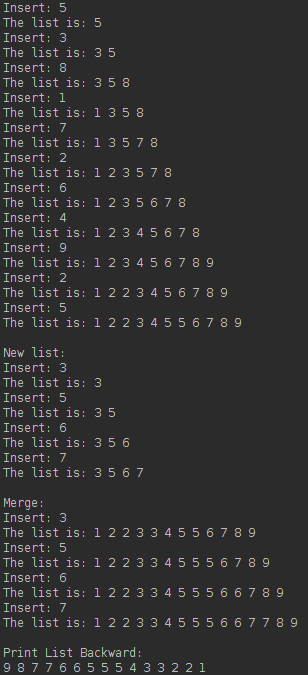 Insert: 5
The list is: 5
Insert: 3
The list is: 3 5
Insert: 8
The list is: 3 5 8
Insert: 1
The list is: 1 3 5 8
Insert: 7
The list is: 1 3 5 7 8
Insert: 2
The list is: 1 2 3 5 7 8
Insert: 6
The list is: 1 2 3 5 6 7 8
Insert: 4
The list is: 1 2 3 4 5 6 7 8
Insert: 9
The list is: 1 2 3 4 5 6 7 8 9
Insert: 2
The list is: 1 2 2 3 4 5 6 7 8 9
Insert: 5
The list is: 1 2 2 3 4 5 5 6 7 8 9
New list:
Insert: 3
The list is: 3
Insert: 5
The list is: 3 5
Insert: 6
The list is: 3 5 6
Insert: 7
The list is: 3 5 6 7
Merge:
Insert: 3
The list is: 1 2 2 3 3 4 5 5 6 7 8 9
Insert: 5
The list is: 1 2 2 3 3 4 5 5 5 6 7 8 9
Insert: 6
The list is: 1 2 2 3 3 4 5 5 5 6 6 7 8 9
Insert: 7
The list is: 1 2 2 3 3 4 5 5 5 6 6 7 7 8 9
Print List Backward:
9 8 7 7 6 6 5 5 5 4 3 3 2 2 1